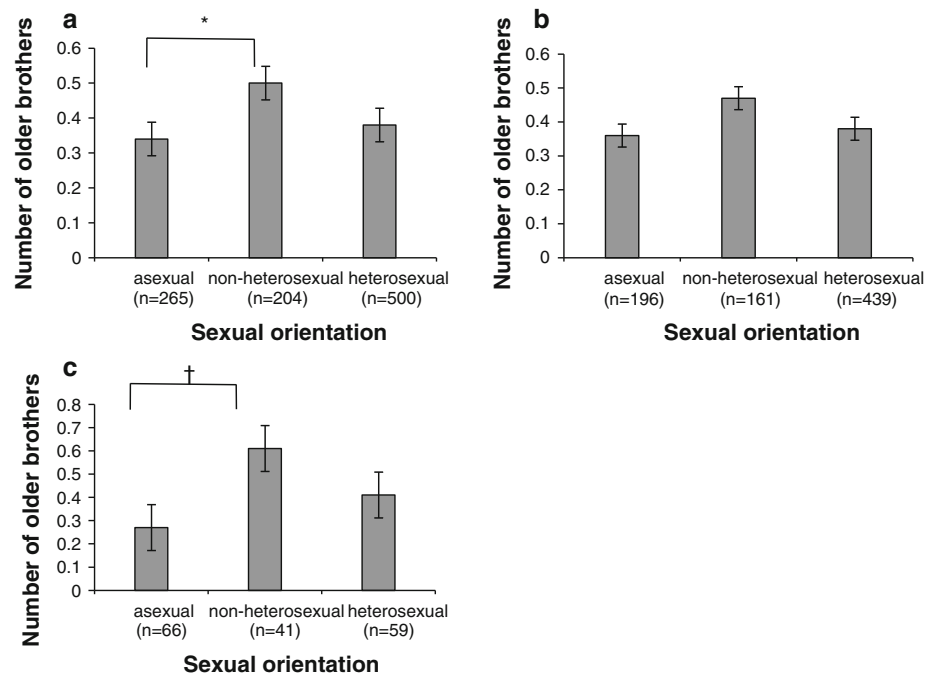 a
*
Number of older brothers
0.6
0.5
0.4
0.3
0.2
0.1
0
asexual non-heterosexual heterosexual
(n=265) (n=204) (n=500)
Sexual orientation
b
Number of older brothers
0.6
0.5
0.4
0.3
0.2
0.1
0
asexual non-heterosexual heterosexual
(n=196) (n=161) (n=439)
Sexual orientation
c
†
Number of older brothers
0.8
0.7
0.6
0.5
0.4
0.3
0.2
0.1
0
asexual non-heterosexual heterosexual
(n=66) (n=41) (n=59)
Sexual orientation